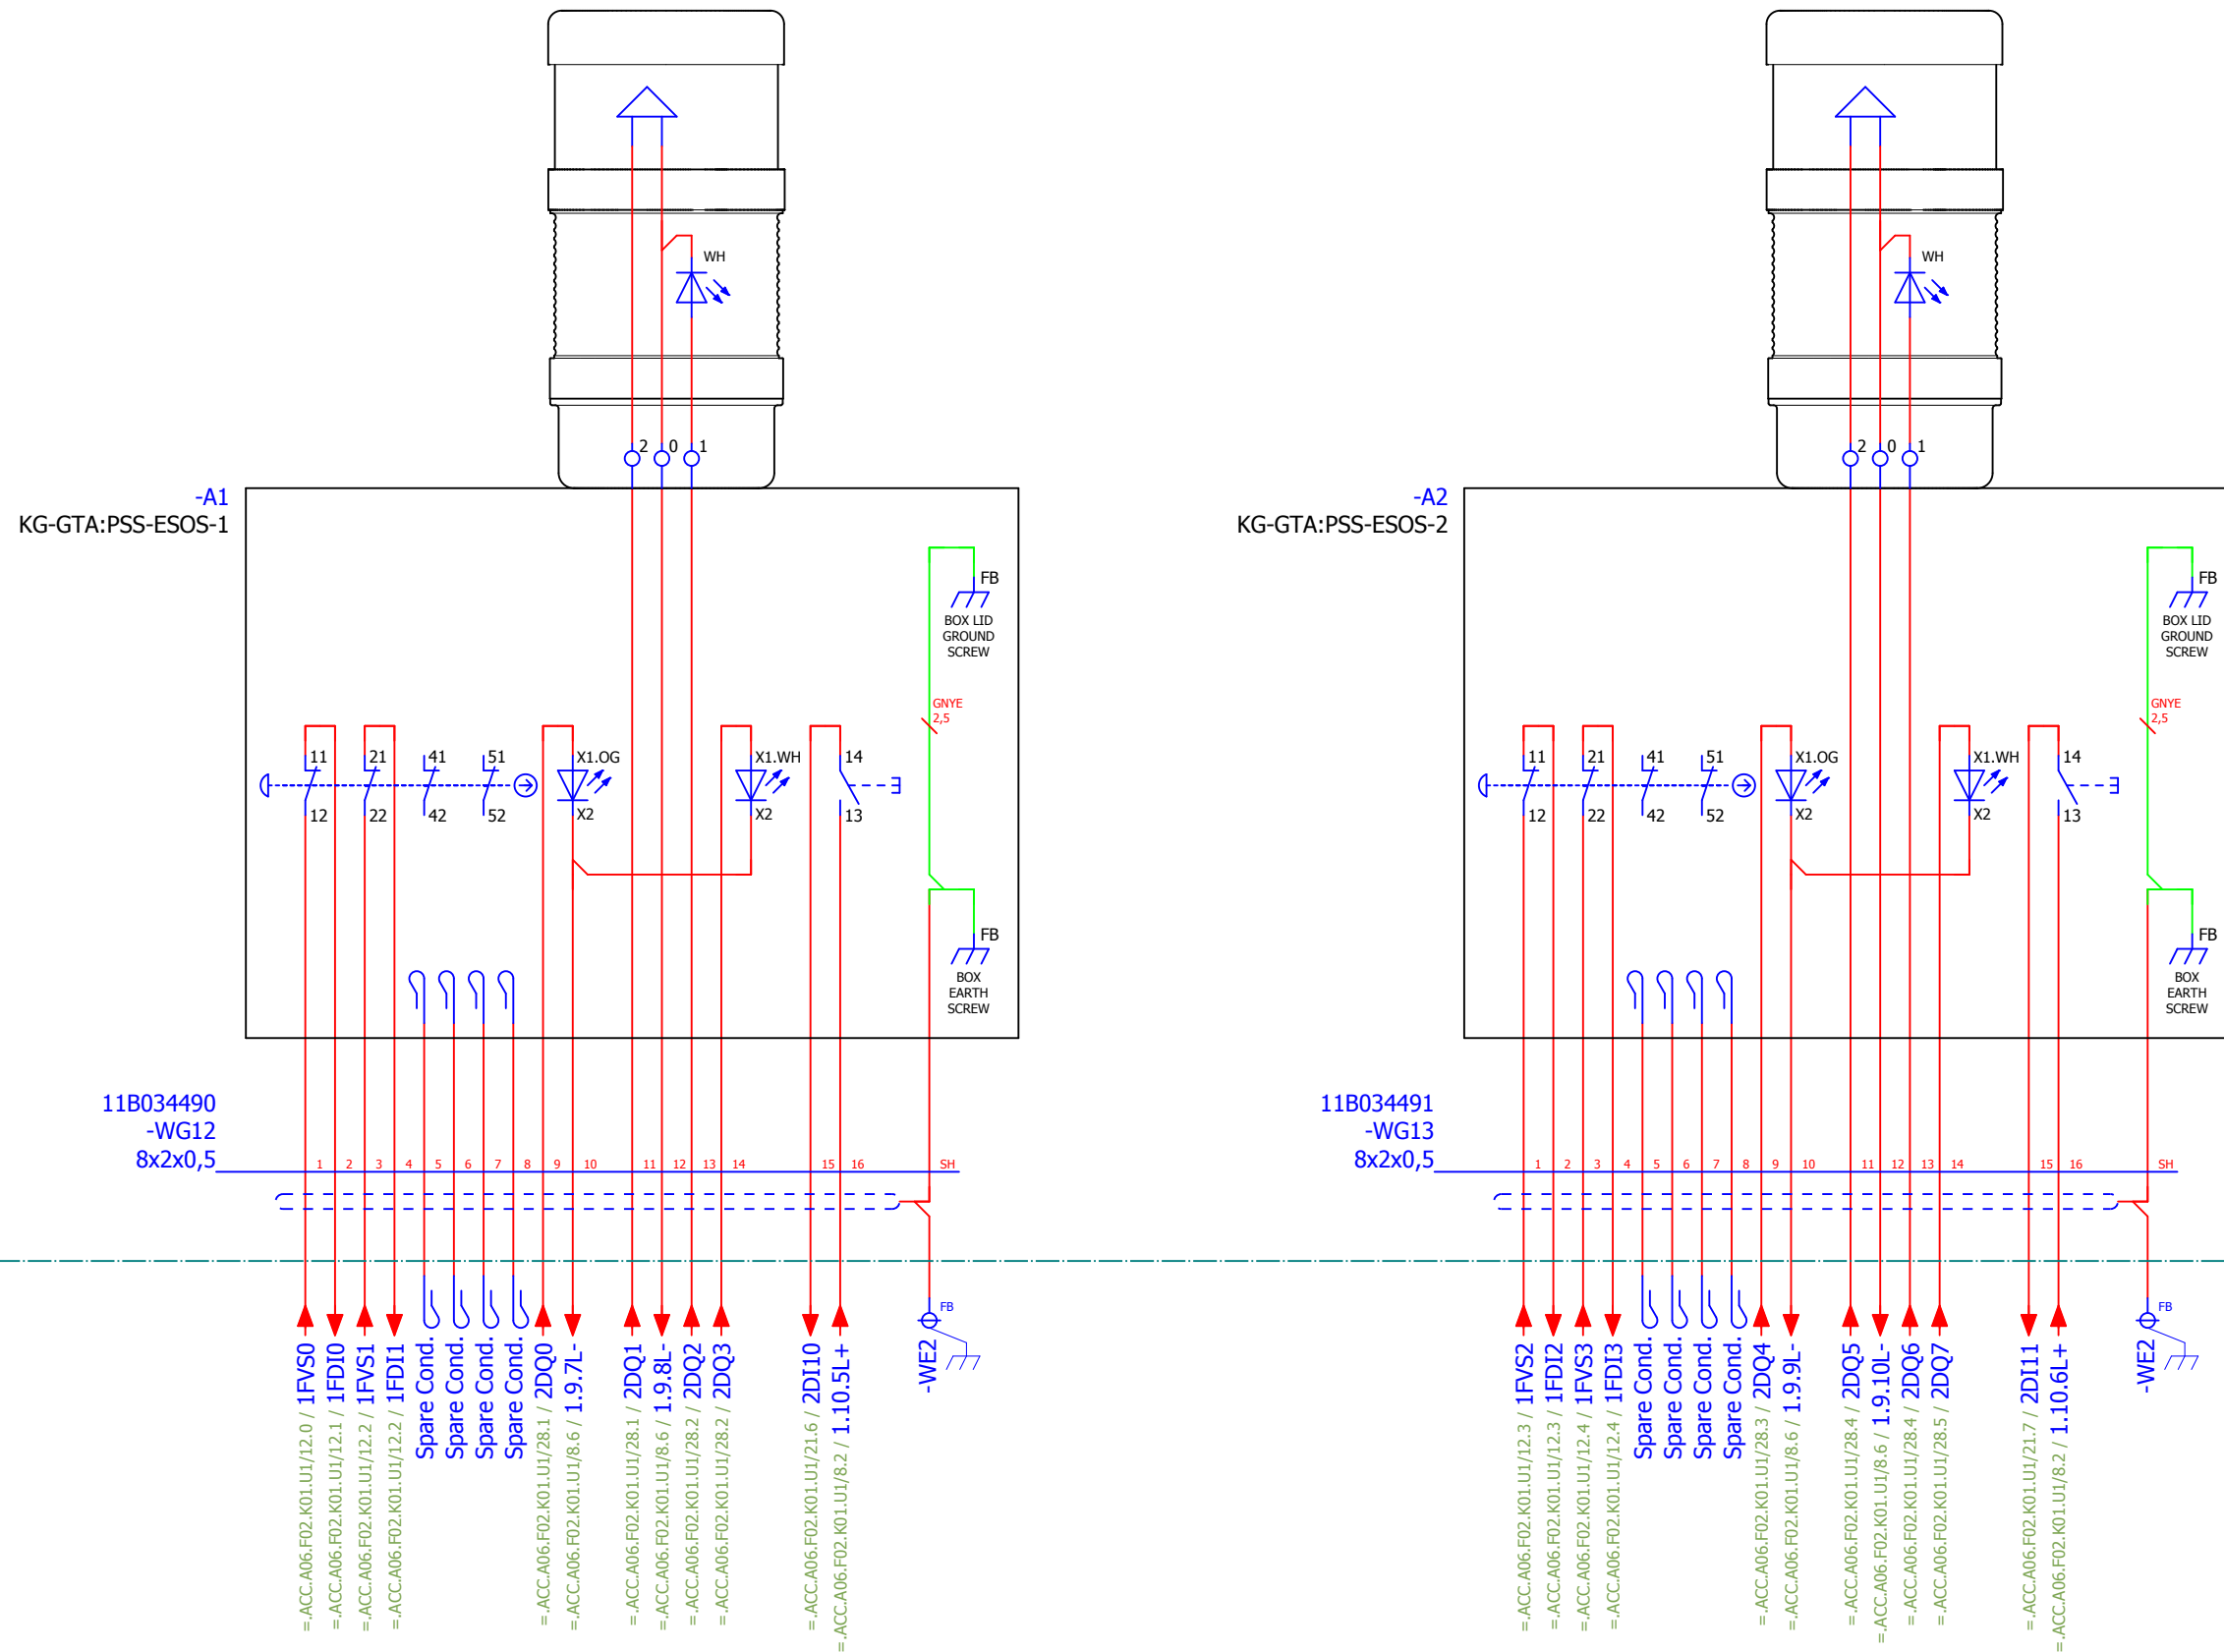 WH
2
0
1
-A1
KG-GTA:PSS-ESOS-1
FB
BOX LID
GROUND
SCREW
GNYE
2,5
11
21
41
51
X1.OG
X1.WH
14
12
22
42
52
X2
X2
13
FB
BOX
EARTH
SCREW
11B034490
-WG12
8x2x0,5
1
2
3
4
5
6
7
8
9
10
11
12
13
14
15
16
SH
FB
-WE2
=.ACC.A06.F02.K01.U1/12.0 / 1FVS0
=.ACC.A06.F02.K01.U1/12.1 / 1FDI0
=.ACC.A06.F02.K01.U1/12.2 / 1FVS1
=.ACC.A06.F02.K01.U1/12.2 / 1FDI1
Spare Cond.
Spare Cond.
Spare Cond.
Spare Cond.
=.ACC.A06.F02.K01.U1/28.1 / 2DQ0
=.ACC.A06.F02.K01.U1/8.6 / 1.9.7L-
=.ACC.A06.F02.K01.U1/28.1 / 2DQ1
=.ACC.A06.F02.K01.U1/8.6 / 1.9.8L-
=.ACC.A06.F02.K01.U1/28.2 / 2DQ2
=.ACC.A06.F02.K01.U1/28.2 / 2DQ3
=.ACC.A06.F02.K01.U1/21.6 / 2DI10
=.ACC.A06.F02.K01.U1/8.2 / 1.10.5L+
WH
2
0
1
-A2
KG-GTA:PSS-ESOS-2
FB
BOX LID
GROUND
SCREW
GNYE
2,5
11
21
41
51
X1.OG
X1.WH
14
12
22
42
52
X2
X2
13
FB
BOX
EARTH
SCREW
11B034491
-WG13
8x2x0,5
1
2
3
4
5
6
7
8
9
10
11
12
13
14
15
16
SH
FB
-WE2
=.ACC.A06.F02.K01.U1/12.3 / 1FVS2
=.ACC.A06.F02.K01.U1/12.3 / 1FDI2
=.ACC.A06.F02.K01.U1/12.4 / 1FVS3
=.ACC.A06.F02.K01.U1/12.4 / 1FDI3
Spare Cond.
Spare Cond.
Spare Cond.
Spare Cond.
=.ACC.A06.F02.K01.U1/28.3 / 2DQ4
=.ACC.A06.F02.K01.U1/8.6 / 1.9.9L-
=.ACC.A06.F02.K01.U1/28.4 / 2DQ5
=.ACC.A06.F02.K01.U1/8.6 / 1.9.10L-
=.ACC.A06.F02.K01.U1/28.4 / 2DQ6
=.ACC.A06.F02.K01.U1/28.5 / 2DQ7
=.ACC.A06.F02.K01.U1/21.7 / 2DI11
=.ACC.A06.F02.K01.U1/8.2 / 1.10.6L+